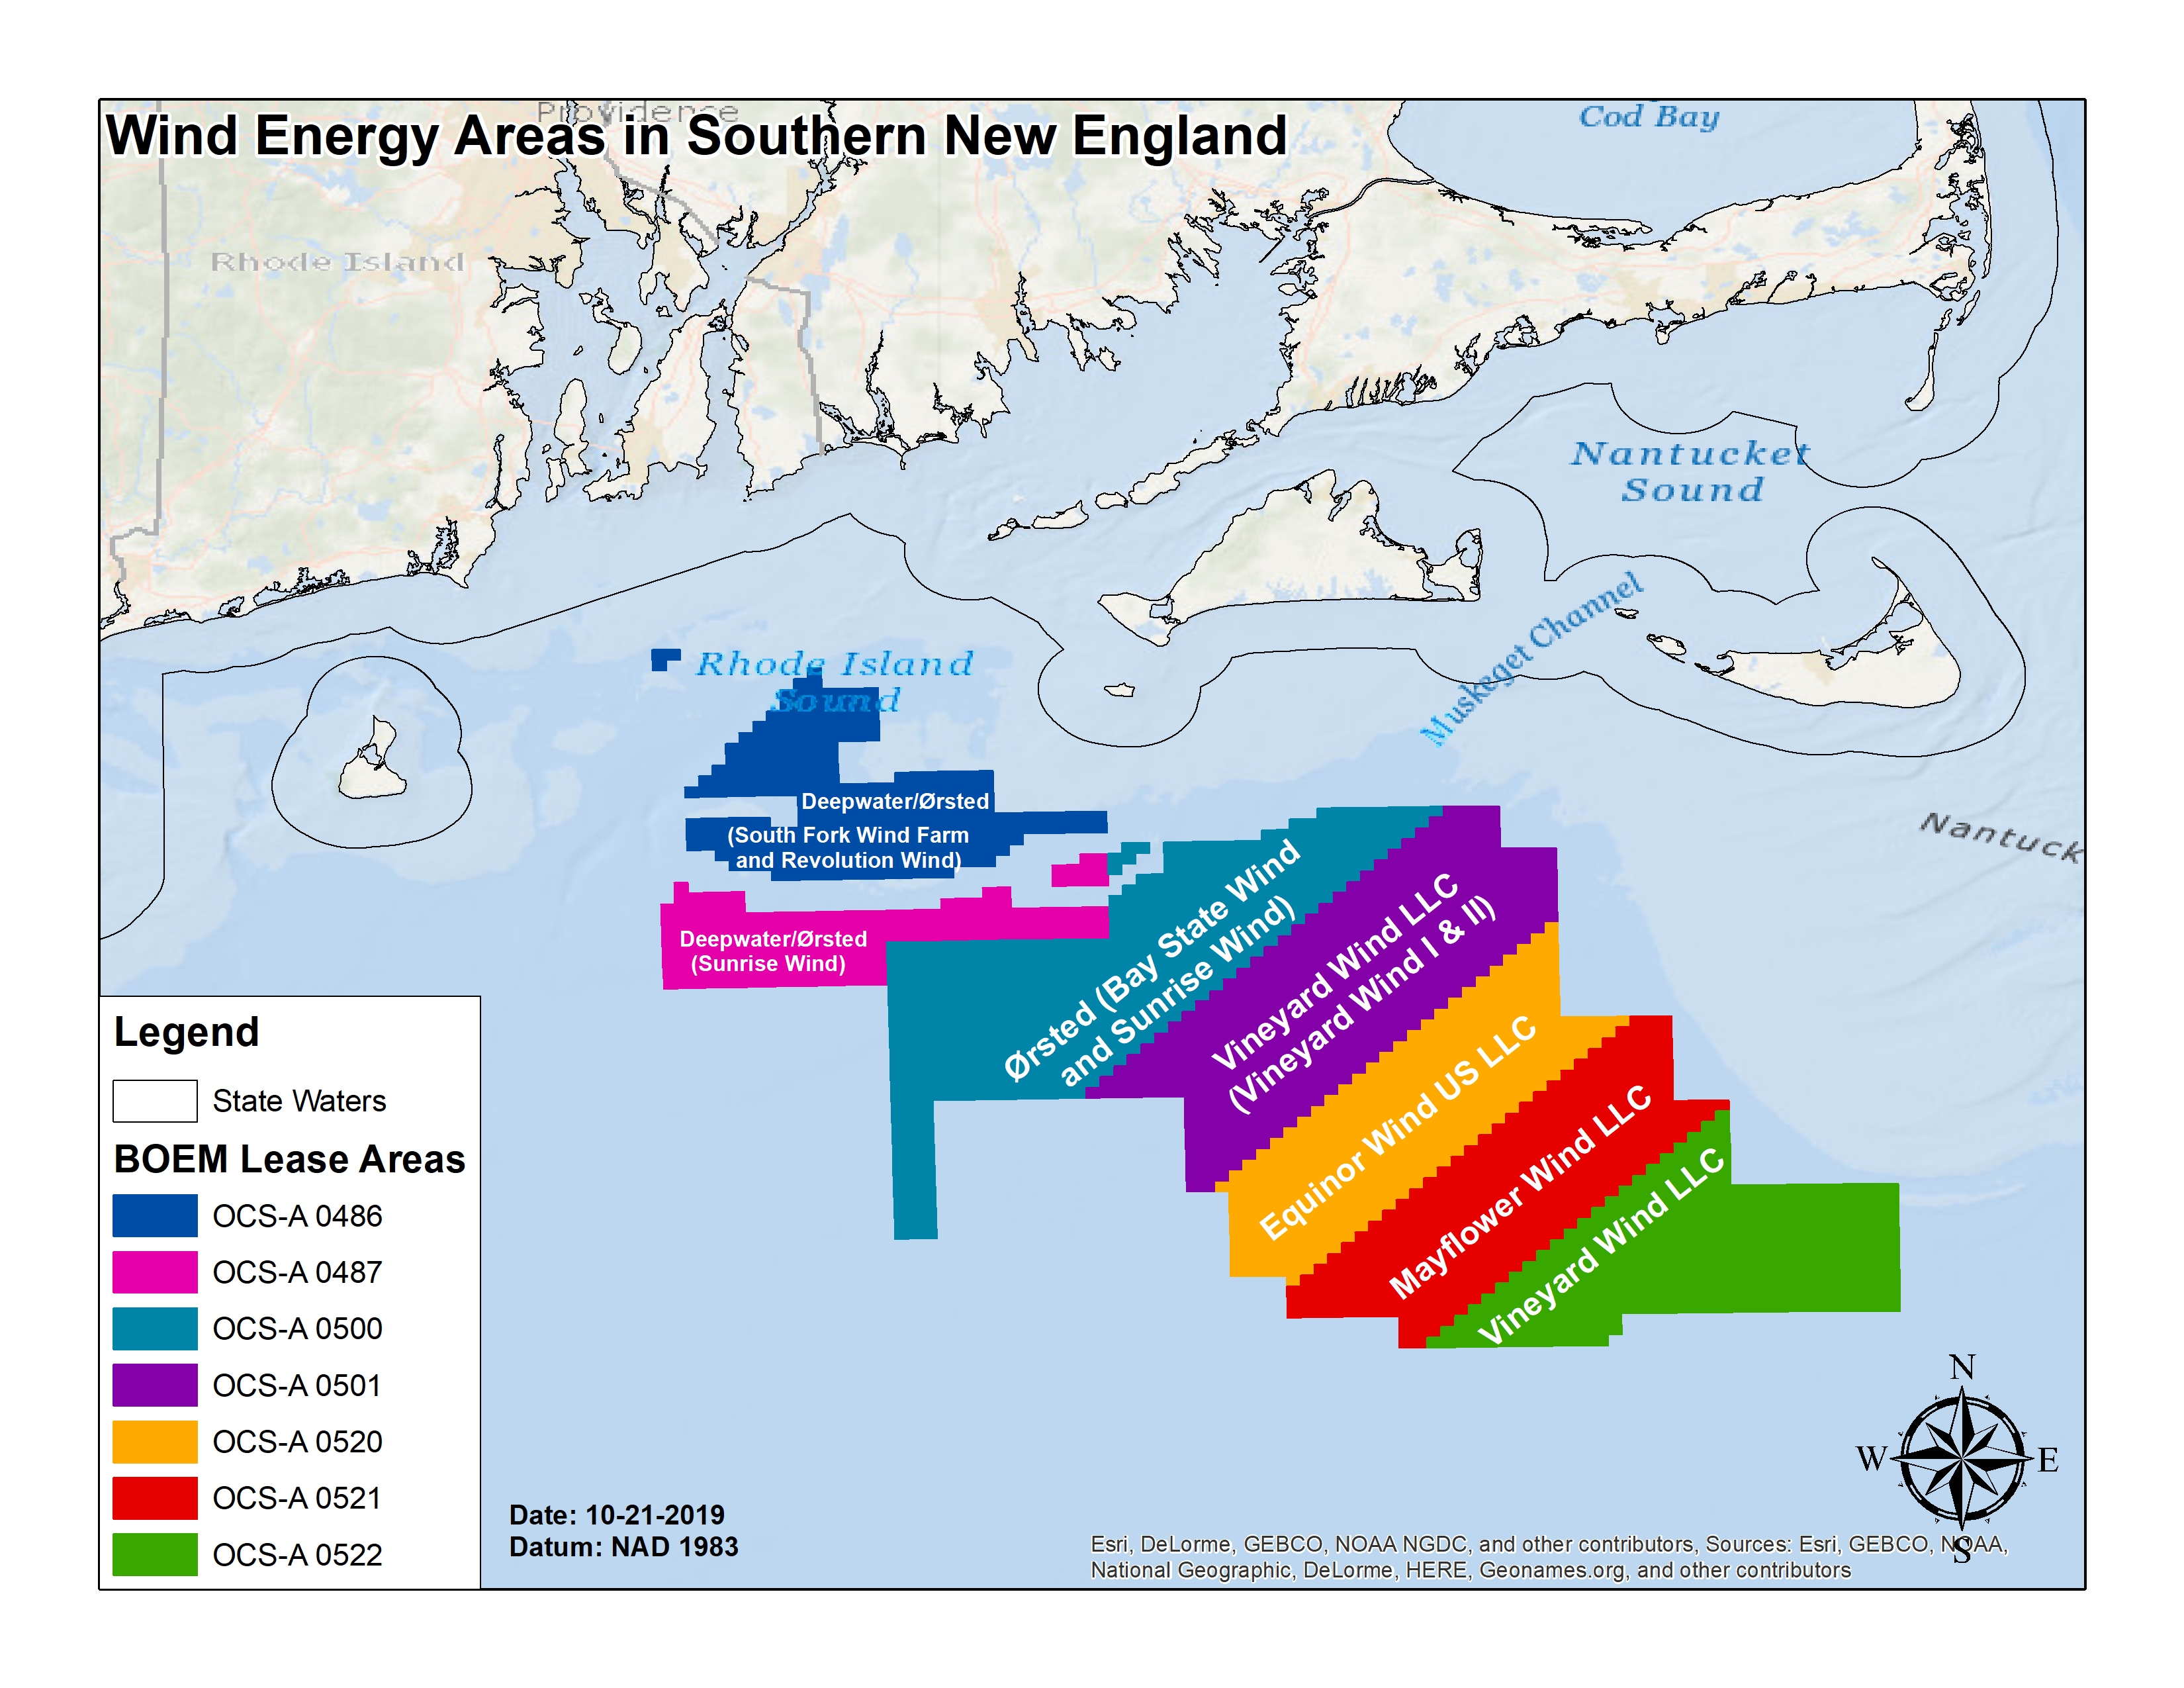 Providence
Wind Energy Areas in Southern New England
Cod Bay
Rhode Island
Nantucket
Sound
Muskeget Channel
Rhode Island
Sound
Nantuck
Deepwater/Ørsted
(South Fork Wind Farm
and Revolution Wind)
Deepwater/Ørsted
(Sunrise Wind)
Ørsted (Bay State Wind
and Sunrise Wind)
Vineyard Wind LLC
(Vineyard Wind I & II)
Equinor Wind US LLC
Mayflower Wind LLC
Vineyard Wind LLC
Legend
State Waters
BOEM Lease Areas
OCS-A 0486
OCS-A 0487
OCS-A 0500
OCS-A 0501
OCS-A 0520
OCS-A 0521
OCS-A 0522
Date: 10-21-2019
Datum: NAD 1983
N
W
E
S
Esri, DeLorme, GEBCO, NOAA NGDC, and other contributors, Sources: Esri, GEBCO, NOAA,
National Geographic, DeLorme, HERE, Geonames.org, and other contributors